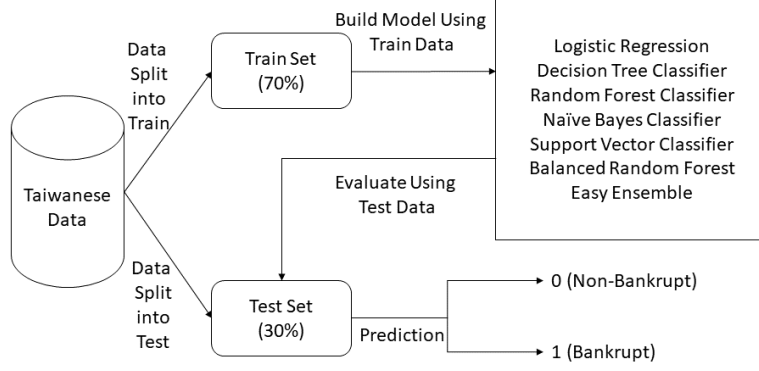 Taiwanese
Data
Data
Split
into
Train
Train Set
(70%)
Build Model Using
Train Data
Logistic Regression
Decision Tree Classifier
Random Forest Classifier
Naïve Bayes Classifier
Support Vector Classifier
Balanced Random Forest
Easy Ensemble
Evaluate Using
Test Data
Data
Split
into
Test
Test Set
(30%)
Prediction
0 (Non-Bankrupt)
1 (Bankrupt)